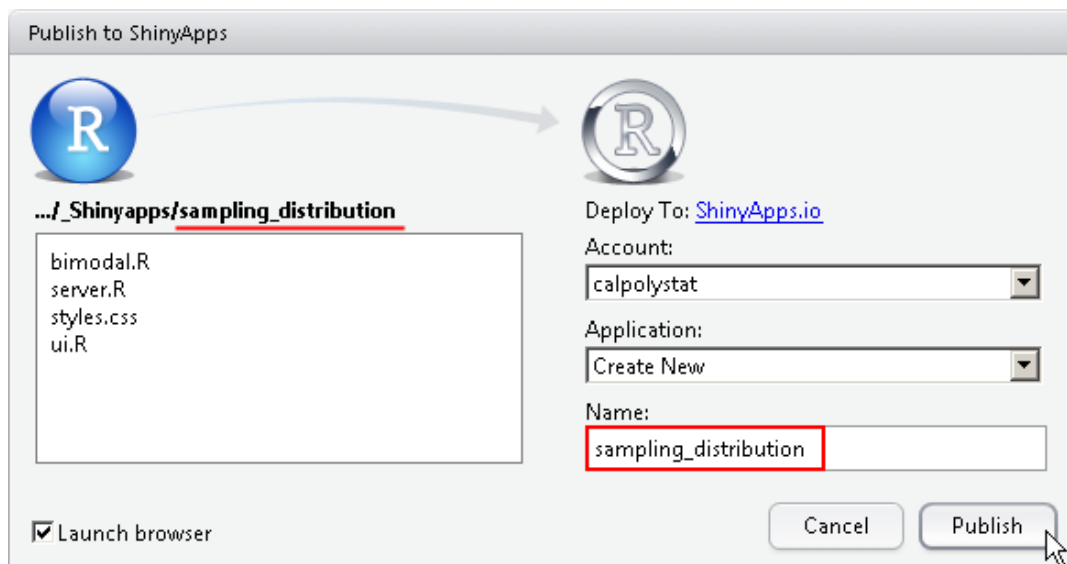 Publish to ShinyApps
R
R
.../_Shinyapps/sampling_distribution
bimodal.R
server.R
styles.css
ui.R
Deploy To: ShinyApps.io
Account:
calpolystat
Application:
Create New
Name:
sampling_distribution
Launch browser
Cancel
Publish